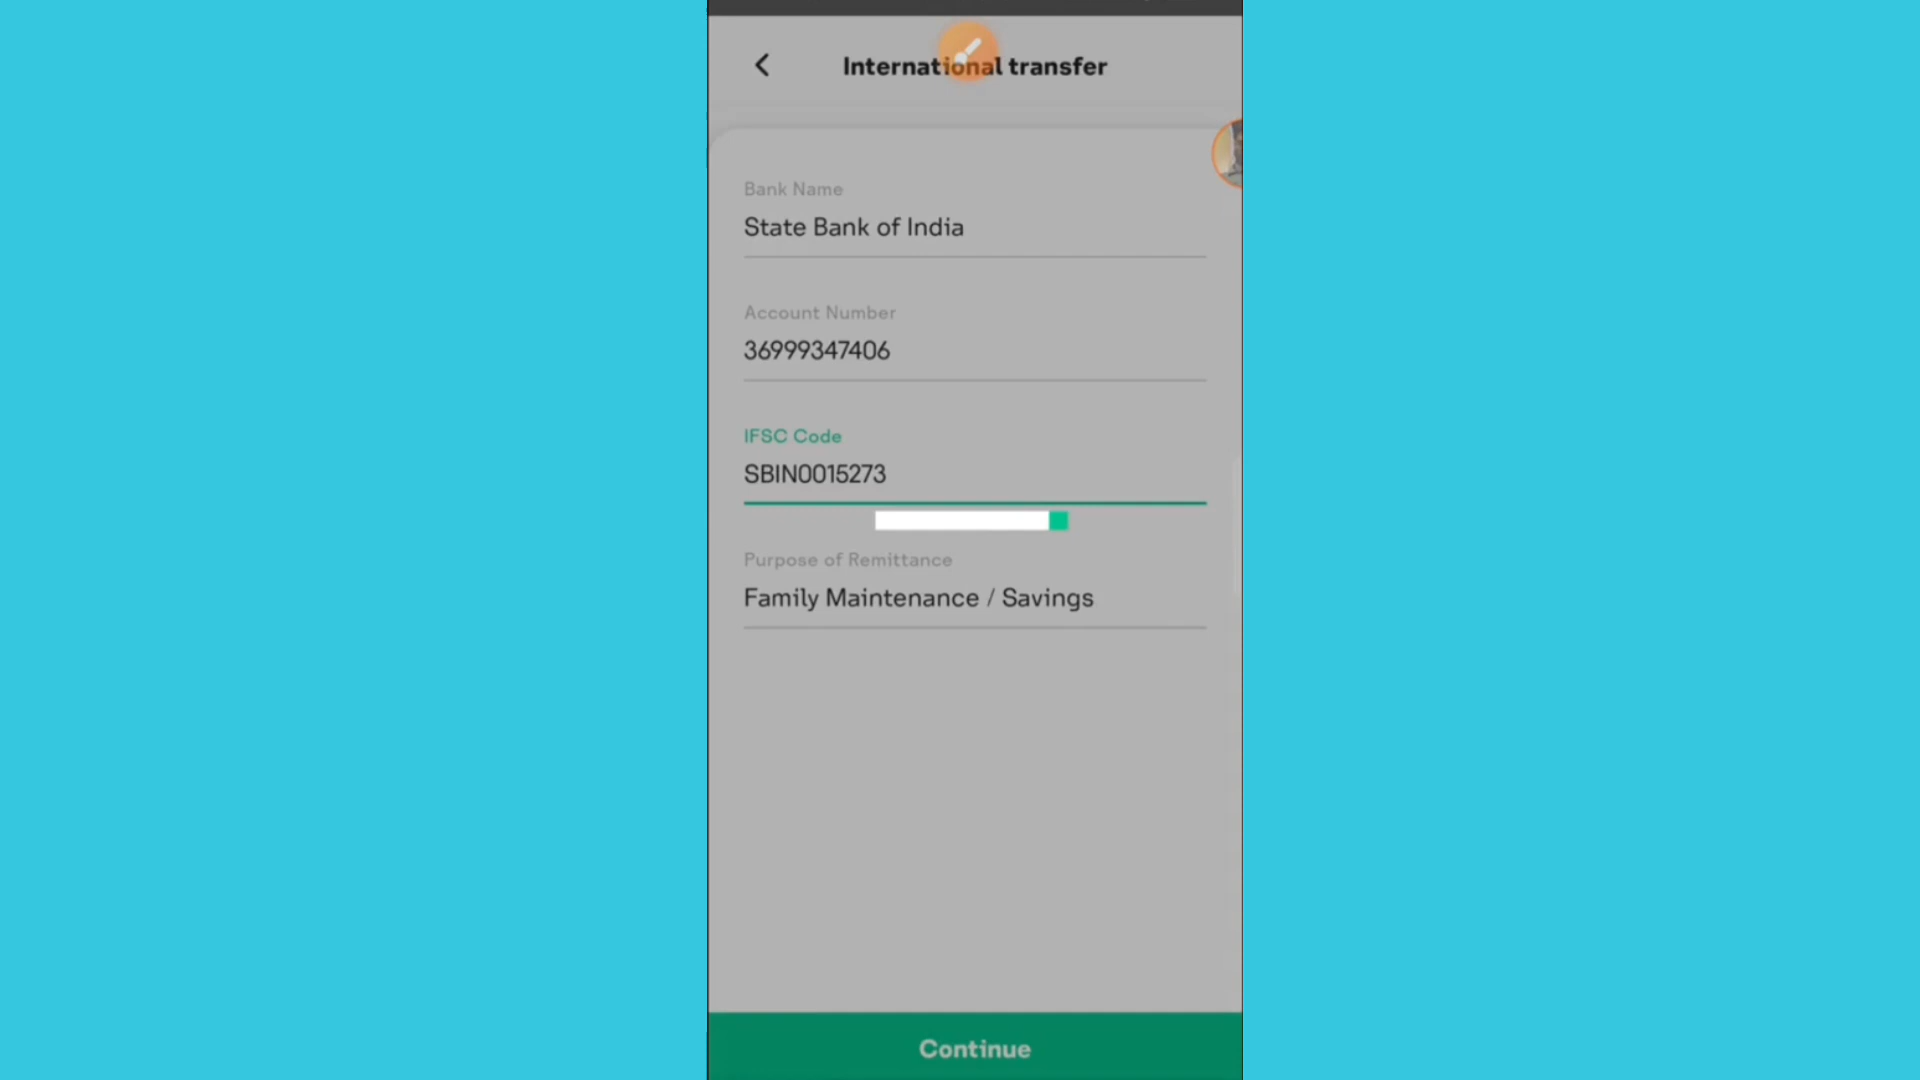 International transfer
Bank Name
State Bank of India
Account Number
36999347406
IFSC Code
SBIN0015273
Purpose of Remittance
Family Maintenance / Savings
Continue